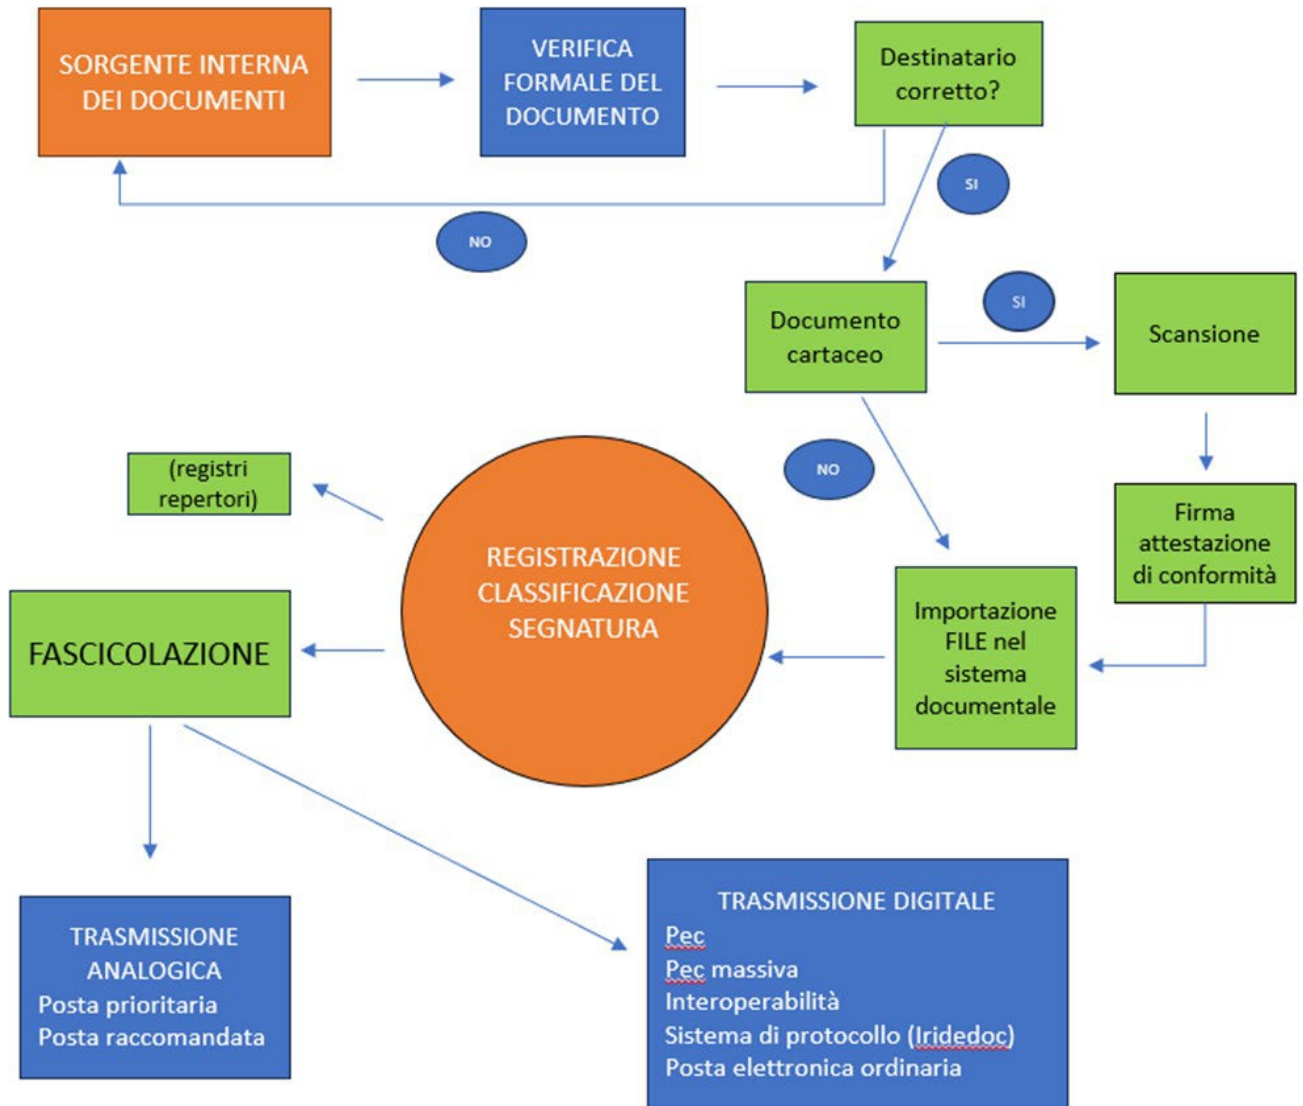 SORGENTE INTERNA
DEI DOCUMENTI
VERIFICA
FORMALE DEL
DOCUMENTO
Destinatario
corretto?
SI
NO
Documento
cartaceo
SI
Scansione
NO
Firma
attestazione
di conformità
Importazione
FILE nel
sistema
documentale
REGISTRAZIONE
CLASSIFICAZIONE
SEGNATURA
(registri
repertori)
FASCICOLAZIONE
TRASMISSIONE
ANALOGICA
Posta prioritaria
Posta raccomandata
TRASMISSIONE DIGITALE
Pec
Pec massiva
Interoperabilità
Sistema di protocollo (Iridedoc)
Posta elettronica ordinaria